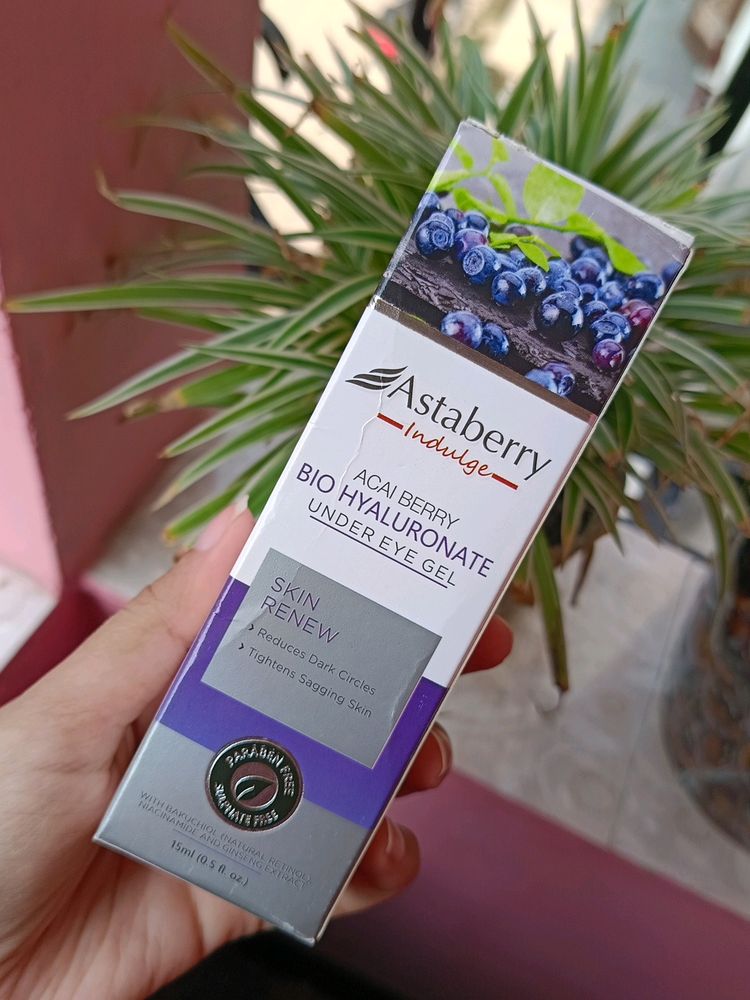 Astaberry
Indulge
ACAI BERRY
BIO HYALURONATE
UNDER EYE GEL
SKIN
RENEW
› Reduces Dark Circles
› Tightens Sagging Skin
PARABEN FREE
SULPHATE FREE
WITH BAKUCHIOL (NATURAL RETINOL),
NIACINAMIDE AND GINSENG EXTRACT
15ml (0.5 fl. oz.)